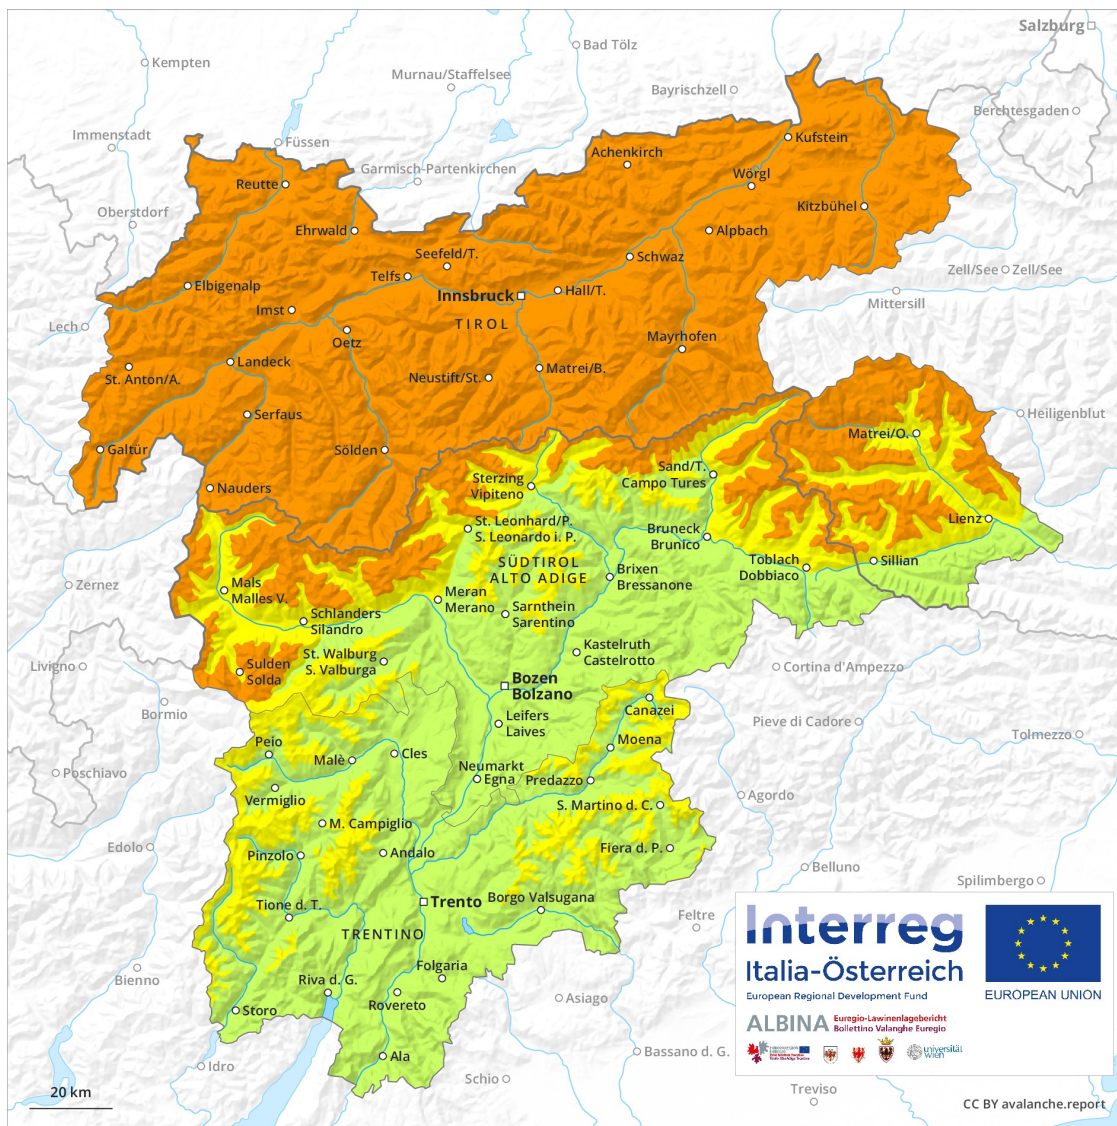 Salzburg
Bad Tölz
Kempten
Murnau/Staffelsee
Bayrischzell
Berchtesgaden
Immenstadt
Füssen
Kufstein
Achenkirch
Garmisch-Partenkirchen
Wörgl
Reutte
Oberstdorf
Kitzbühel
Ehrwald
Alpbach
Seefeld/T.
Schwaz
Telfs
Zell/See
Zell/See
Elbigenalp
Innsbruck
Hall/T.
Mittersill
Imst
TIROL
Lech
Oetz
Mayrhofen
Landeck
Matrei/B.
St. Anton/A.
Neustift/St.
Serfaus
Heiligenblut
Matrei/O.
Galtür
Sölden
Sand/T.
Campo Tures
Sterzing
Vipiteno
Nauders
Lienz
St. Leonhard/P.
S. Leonardo i. P.
Bruneck
Brunico
SÜDTIROL
ALTO ADIGE
Toblach
Dobbiaco
Sillian
Brixen
Bressanone
Zernez
Mals
Malles V.
Meran
Merano
Sarnthein
Sarentino
Schlanders
Silandro
Kastelruth
Castelrotto
St. Walburg
S. Valburga
Livigno
Sulden
Solda
Cortina d'Ampezzo
Bozen
Bolzano
Bormio
Canazei
Leifers
Laives
Pieve di Cadore
Tolmezzo
Peio
Moena
Malè
Cles
Poschiavo
Neumarkt
Egna
Predazzo
Vermiglio
Agordo
S. Martino d. C.
M. Campiglio
Edolo
Pinzolo
Andalo
Fiera d. P.
Belluno
Spilimbergo
Tione d. T.
Trento
Borgo Valsugana
Feltre
TRENTINO
Folgaria
Bienno
Riva d. G.
Rovereto
Asiago
Storo
Ala
Bassano d. G.
Idro
Schio
Treviso
20 km
Interreg
Italia-Österreich
European Regional Development Fund
EUROPEAN UNION
ALBINA
Euregio-Lawinenlagebericht
Bollettino Valanghe Euregio
universität
wien
CC BY avalanche.report